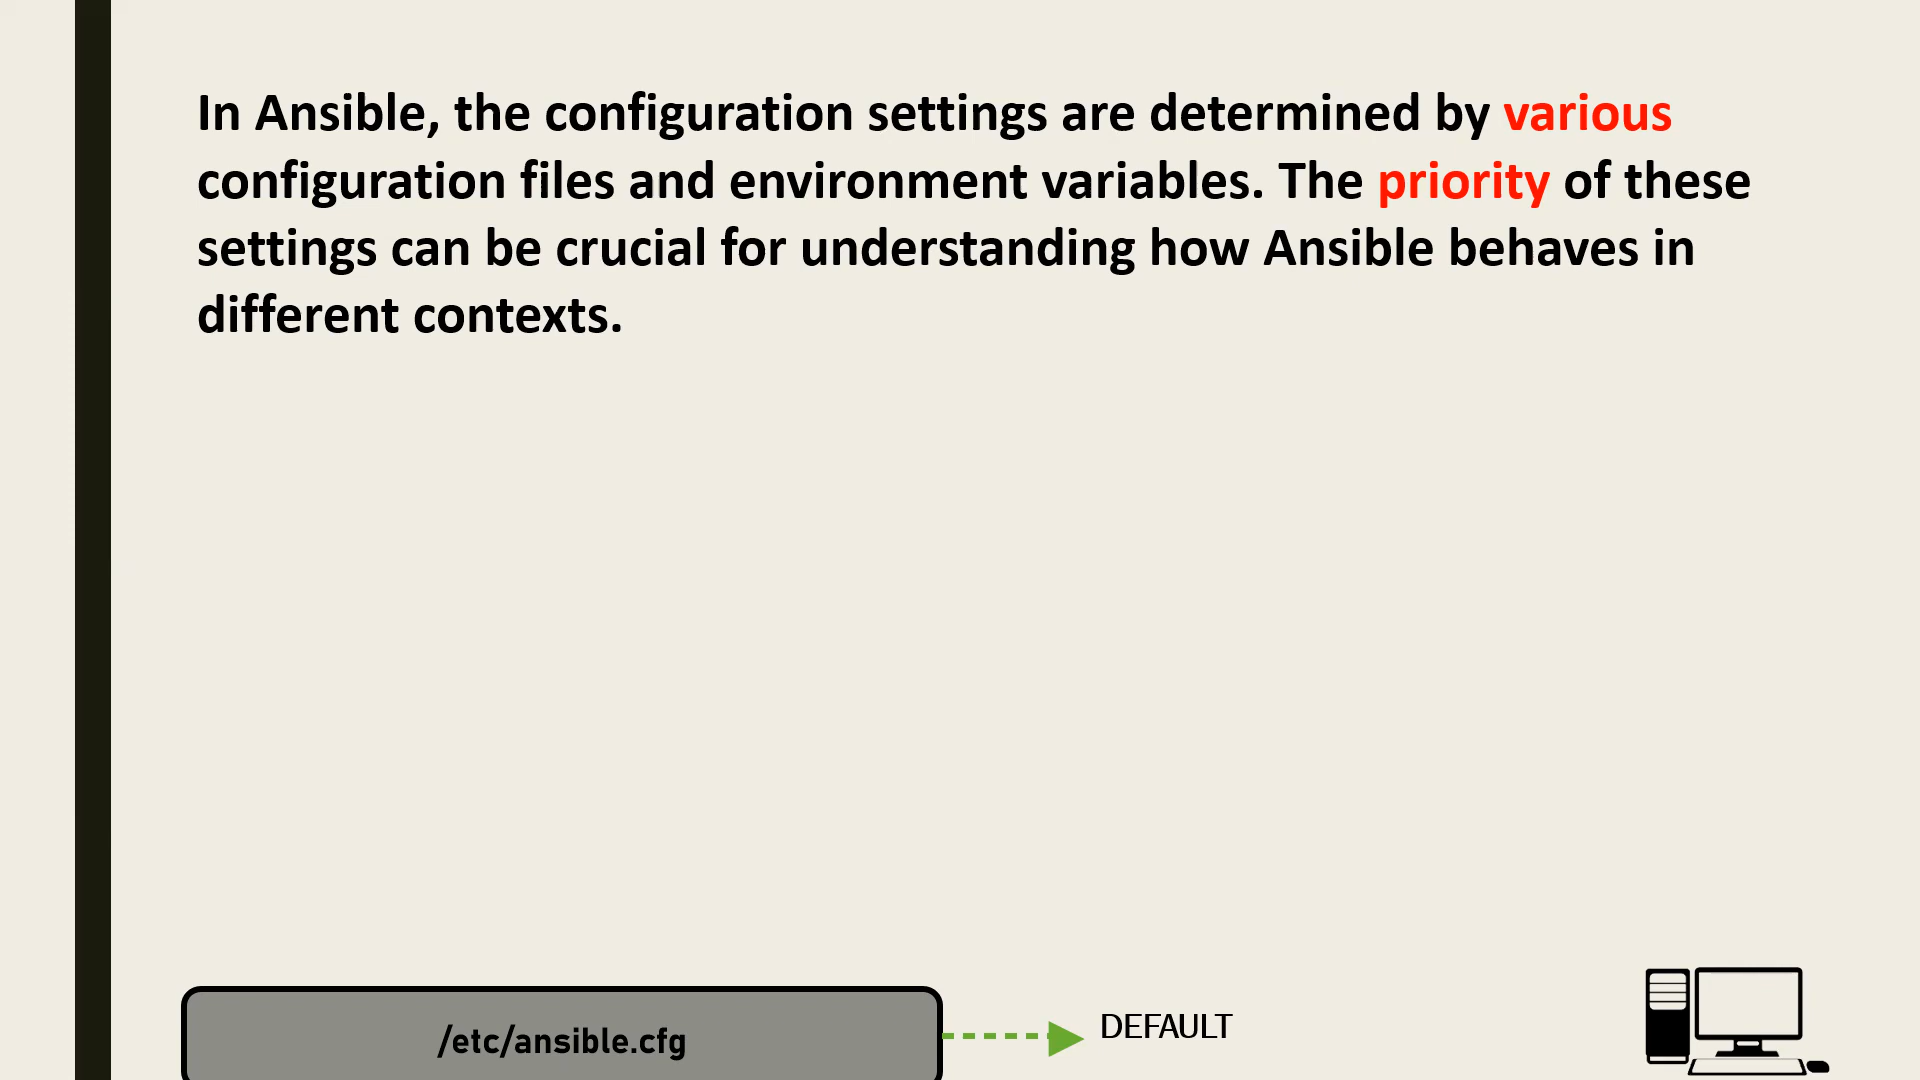 In Ansible, the configuration settings are determined by various
configuration files and environment variables. The priority of these
settings can be crucial for understanding how Ansible behaves in
different contexts.
/etc/ansible.cfg
DEFAULT